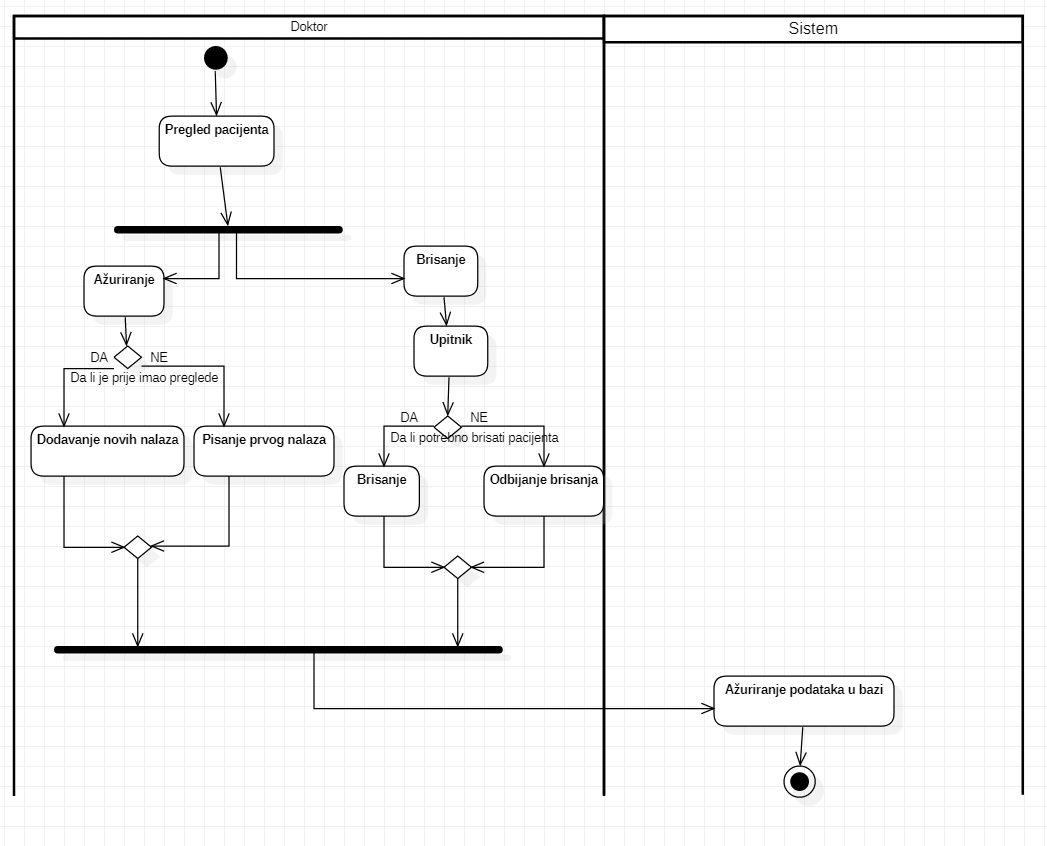 Doktor
Sistem
Pregled pacijenta
Brisanje
Ažuriranje
Upitnik
DA
NE
Da li je prije imao preglede
DA
NE
Da li potrebno brisati pacijenta
Dodavanje novih nalaza
Pisanje prvog nalaza
Brisanje
Odbijanje brisanja
Ažuriranje podataka u bazi